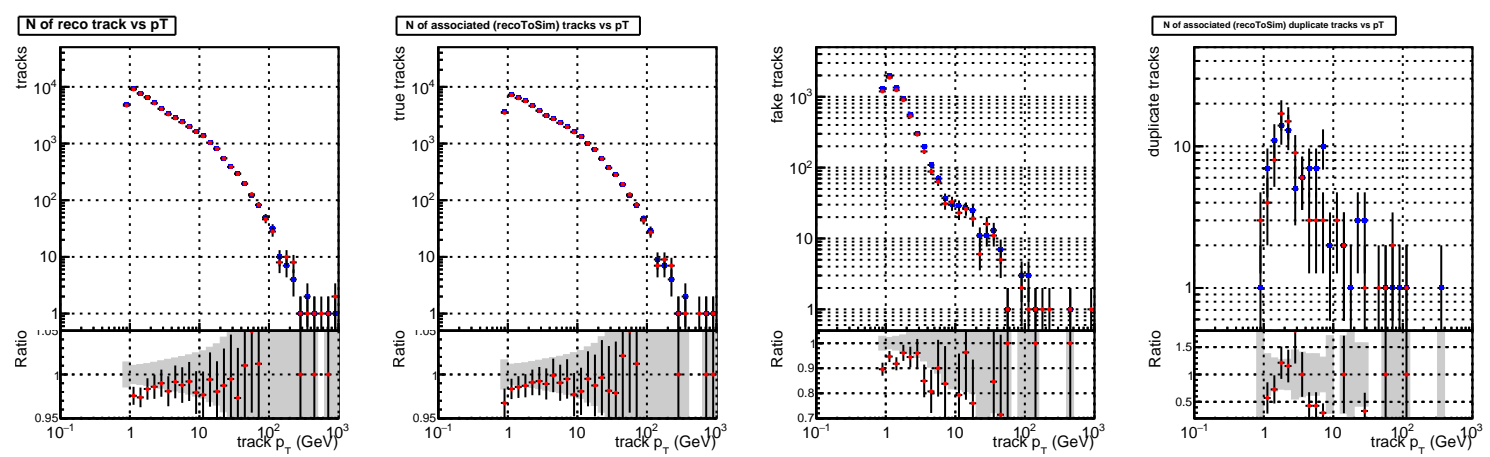 N of reco track vs pT
tracks
10⁴
10³
10²
10
1
Ratio
1.05
1
0.95
10⁻¹ 1 10 10² 10³
track p_T (GeV)
N of associated (recoToSim) tracks vs pT
true tracks
10⁴
10³
10²
10
1
Ratio
1.05
1
0.95
10⁻¹ 1 10 10² 10³
track p_T (GeV)
fake tracks
10³
10²
10
1
Ratio
1
0.9
0.8
0.7
10⁻¹ 1 10 10² 10³
track p_T (GeV)
N of associated (recoToSim) duplicate tracks vs pT
duplicate tracks
10
1
Ratio
1.5
1
0.5
10⁻¹ 1 10 10² 10³
track p_T (GeV)